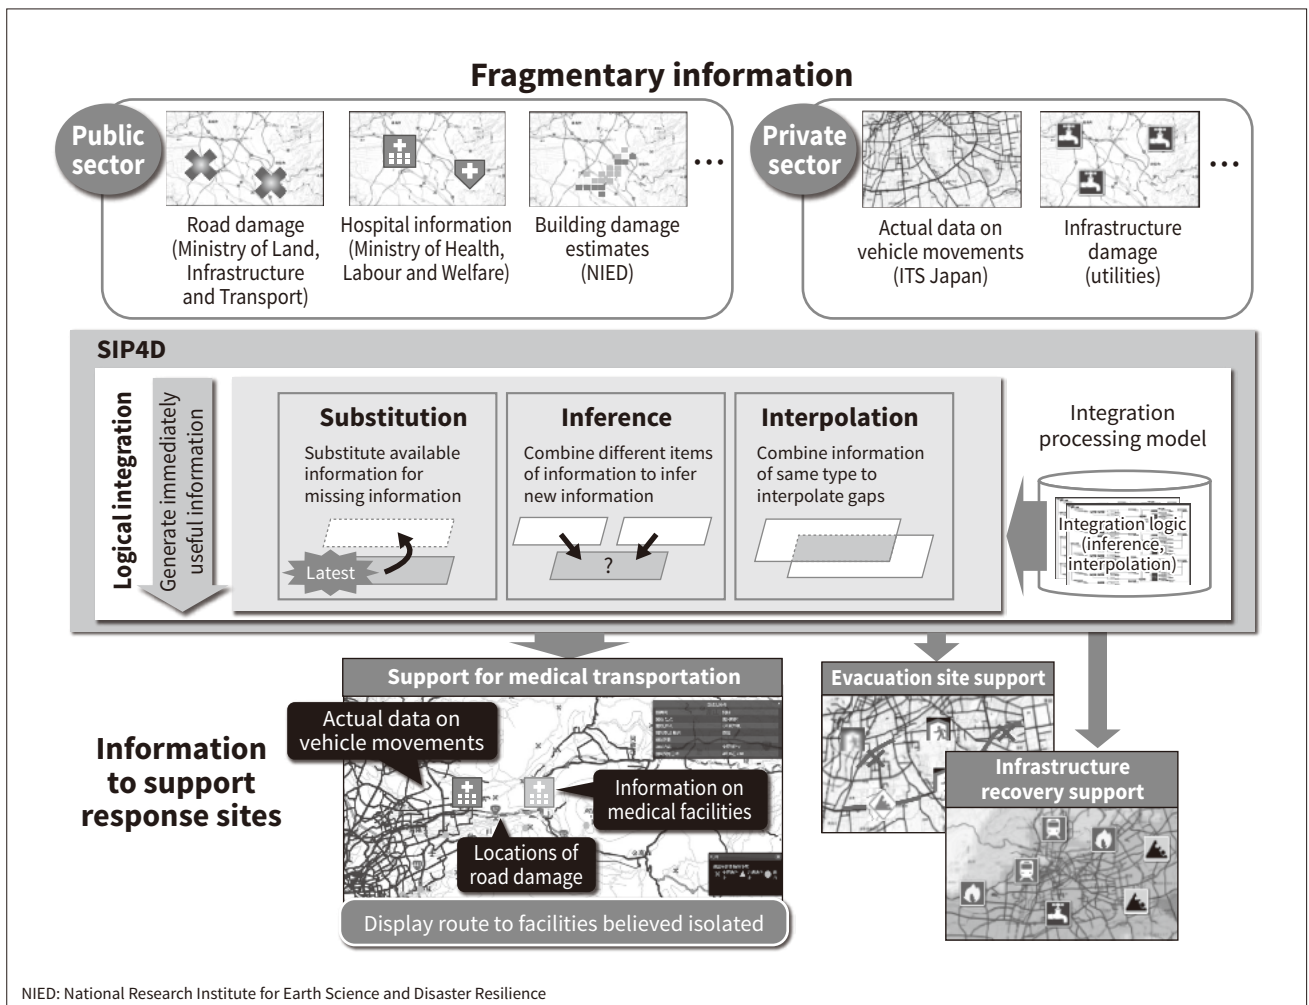 Fragmentary information
Public
sector
Road damage
(Ministry of Land,
Infrastructure
and Transport)
Hospital information
(Ministry of Health,
Labour and Welfare)
Building damage
estimates
(NIED)
...
Private
sector
Actual data on
vehicle movements
(ITS Japan)
Infrastructure
damage
(utilities)
...
SIP4D
Logical integration
Generate immediately
useful information
Substitution
Substitute available
information for
missing information
Latest
Inference
Combine different items
of information to infer
new information
?
Interpolation
Combine information
of same type to
interpolate gaps
Integration
processing model
Integration logic
(inference,
interpolation)
Information
to support
response sites
Support for medical transportation
Actual data on
vehicle movements
Information on
medical facilities
Locations of
road damage
Display route to facilities believed isolated
Evacuation site support
Infrastructure
recovery support
NIED: National Research Institute for Earth Science and Disaster Resilience